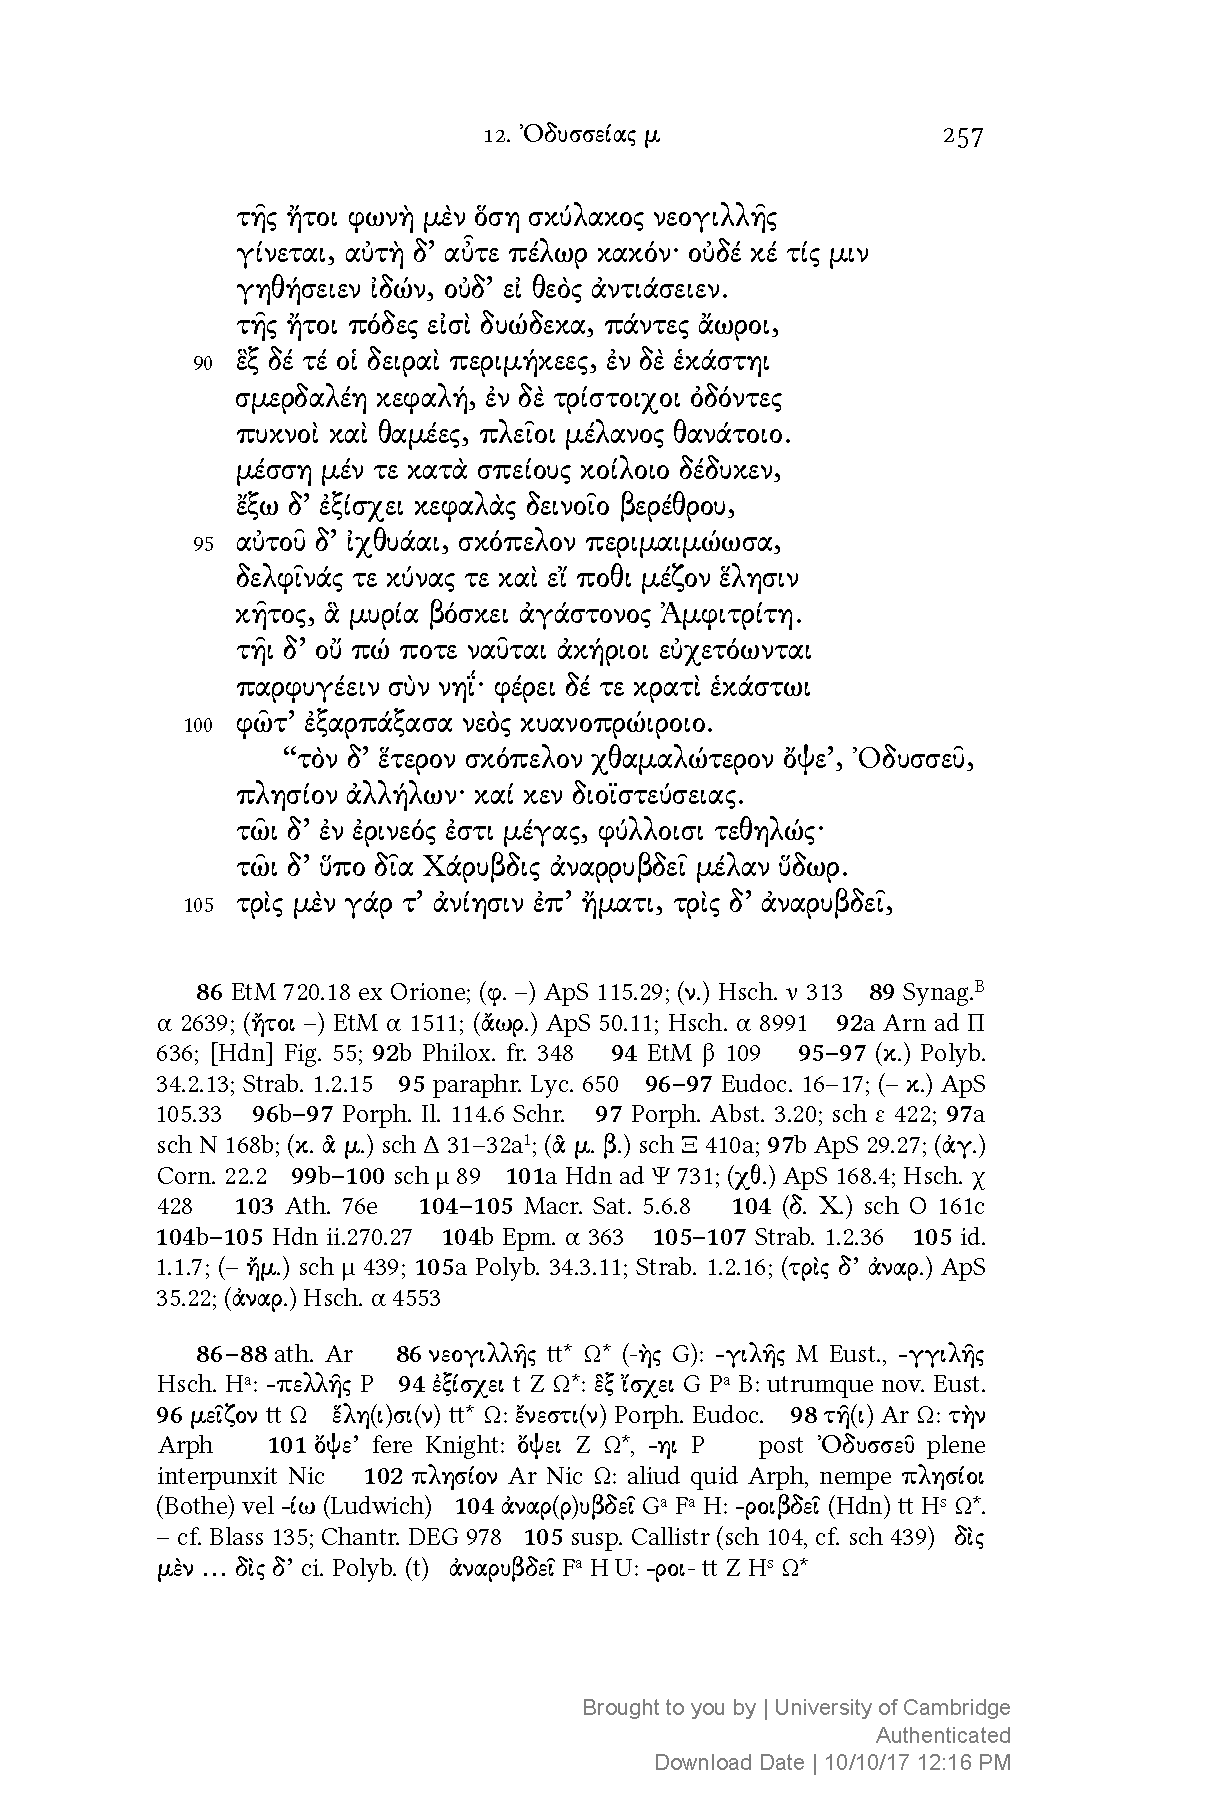 12. Ὀδυσσείας μ 257
τῆς ἤτοι φωνὴ μὲν ὅση σκύλακος νεογιλλῆς
γίνεται, αὐτὴ δ’ αὖτε πέλωρ κακόν· οὐδέ κέ τίς μιν
γηθήσειεν ἰδών, οὐδ’ εἰ θεὸς ἀντιάσειεν.
τῆς ἤτοι πόδες εἰσὶ δυώδεκα, πάντες ἄωροι,
90 ἓξ δέ τέ οἱ δειραὶ περιμήκεες, ἐν δὲ ἑκάστηι
σμερδαλέη κεφαλή, ἐν δὲ τρίστοιχοι ὀδόντες
πυκνοὶ καὶ θαμέες, πλεῖοι μέλανος θανάτοιο.
μέσση μέν τε κατὰ σπείους κοίλοιο δέδυκεν,
ἔξω δ’ ἐξίσχει κεφαλὰς δεινοῖο βερέθρου,
95 αὐτοῦ δ’ ἰχθυάαι, σκόπελον περιμαιμώωσα,
δελφῖνάς τε κύνας τε καὶ εἴ ποθι μέζον ἕλησιν
κῆτος, ἃ μυρία βόσκει ἀγάστονος Ἀμφιτρίτη.
τῆι δ’ οὔ πώ ποτε ναῦται ἀκήριοι εὐχετόωνται
παρφυγέειν σὺν νηΐ· φέρει δέ τε κρατὶ ἑκάστωι
100 φῶτ’ ἐξαρπάξασα νεὸς κυανοπρώιροιο.
“τὸν δ’ ἕτερον σκόπελον χθαμαλώτερον ὄψε’, Ὀδυσσεῦ,
πλησίον ἀλλήλων· καί κεν διοϊστεύσειας.
τῶι δ’ ἐν ἐρινεός ἐστι μέγας, φύλλοισι τεθηλώς·
τῶι δ’ ὕπο δῖα Χάρυβδις ἀναρρυβδεῖ μέλαν ὕδωρ.
105 τρὶς μὲν γάρ τ’ ἀνίησιν ἐπ’ ἤματι, τρὶς δ’ ἀναρυβδεῖ,
86 EtM 720.18 ex Orione; (φ. –) ApS 115.29; (ν.) Hsch. ν 313 89 Synag.B
α 2639; (ἤτοι –) EtM α 1511; (ἄωρ.) ApS 50.11; Hsch. α 8991 92a Arn ad Π
636; [Hdn] Fig. 55; 92b Philox. fr. 348 94 EtM β 109 95–97 (κ.) Polyb.
34.2.13; Strab. 1.2.15 95 paraphr. Lyc. 650 96–97 Eudoc. 16–17; (– κ.) ApS
105.33 96b–97 Porph. Il. 114.6 Schr. 97 Porph. Abst. 3.20; sch ε 422; 97a
sch N 168b; (κ. ἃ μ.) sch Δ 31–32a1; (ἃ μ. β.) sch Ξ 410a; 97b ApS 29.27; (ἀγ.)
Corn. 22.2 99b–100 sch μ 89 101a Hdn ad Ψ 731; (χθ.) ApS 168.4; Hsch. χ
428 103 Ath. 76e 104–105 Macr. Sat. 5.6.8 104 (δ. Χ.) sch O 161c
104b–105 Hdn ii.270.27 104b Epm. α 363 105–107 Strab. 1.2.36 105 id.
1.1.7; (– ἤμ.) sch μ 439; 105a Polyb. 34.3.11; Strab. 1.2.16; (τρὶς δ’ ἀναρ.) ApS
35.22; (ἀναρ.) Hsch. α 4553
86–88 ath. Ar 86 νεογιλλῆς tt* Ω* (-ὴς G): -γιλῆς M Eust., -γγιλῆς
Hsch. Ha: -πελλῆς P 94 ἐξίσχει t Z Ω*: ἓξ ἴσχει G Pa B: utrumque nov. Eust.
96 μεῖζον tt Ω ἕλη(ι)σι(ν) tt* Ω: ἔνεστι(ν) Porph. Eudoc. 98 τῆ(ι) Ar Ω: τὴν
Arph 101 ὄψε’ fere Knight: ὄψει Z Ω*, -ηι P post Ὀδυσσεῦ plene
interpunxit Nic 102 πλησίον Ar Nic Ω: aliud quid Arph, nempe πλησίοι
(Bothe) vel -ίω (Ludwich) 104 ἀναρ(ρ)υβδεῖ Ga Fa H: -ροιβδεῖ (Hdn) tt Hs Ω*.
– cf. Blass 135; Chantr. DEG 978 105 susp. Callistr (sch 104, cf. sch 439) δὶς
μὲν … δὶς δ’ ci. Polyb. (t) ἀναρυβδεῖ Fa H U: -ροι- tt Z Hs Ω*
Brought to you by | University of Cambridge
Authenticated
Download Date | 10/10/17 12:16 PM